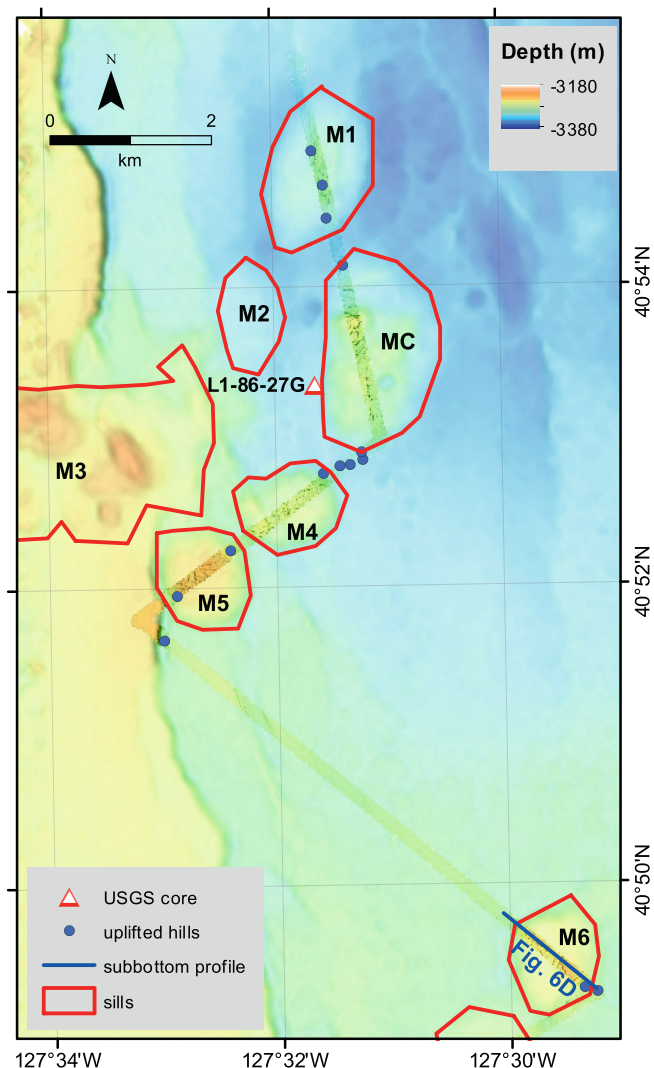 Depth (m)
-3180
-3380
N
0 2
km
M1
M2
MC
L1-86-27G
M3
M4
M5
M6
Fig. 6D
40°54'N
40°52'N
40°50'N
USGS core
uplifted hills
subbottom profile
sills
127°34'W 127°32'W 127°30'W